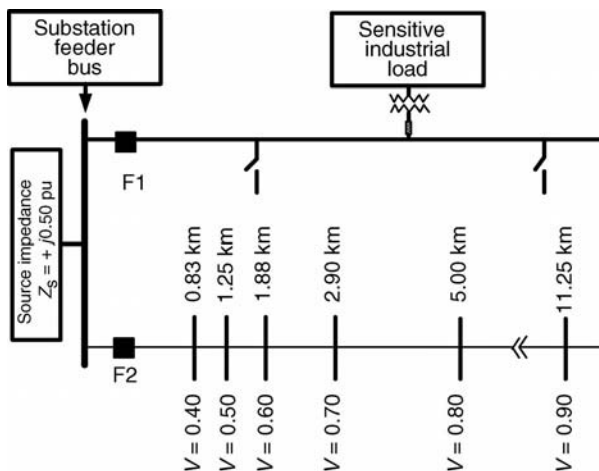 Substation
feeder
bus
Sensitive
industrial
load
F1
Source impedance
Zs = + j0.50 pu
0.83 km
1.25 km
1.88 km
2.90 km
5.00 km
11.25 km
F2
V = 0.40
V = 0.50
V = 0.60
V = 0.70
V = 0.80
V = 0.90